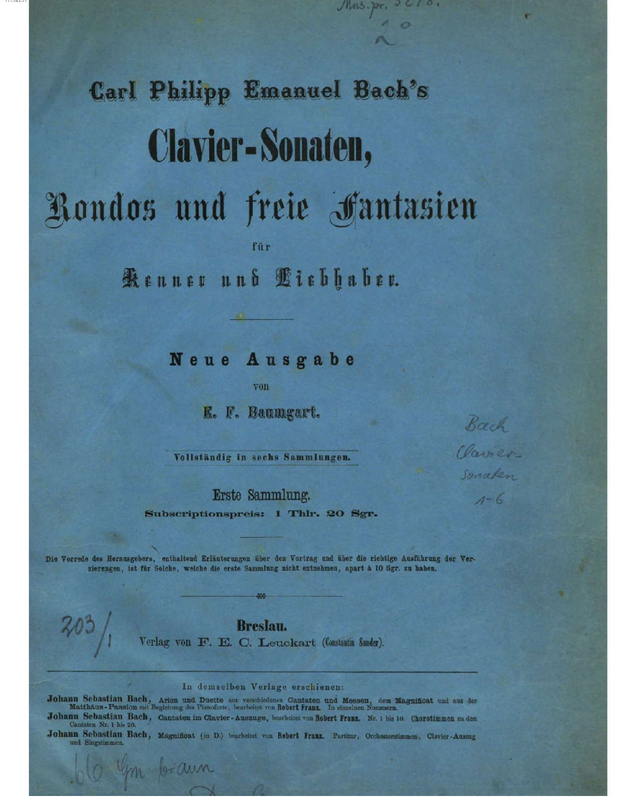 Mus.pr. 3278.
Carl Philipp Emanuel Bach's
Clavier-Sonaten,
Rondos und freie Fantasien
für
Kenner und Liebhaber.
Neue Ausgabe
von
E. F. Baumgart.
Vollständig in sechs Sammlungen.
Bach
Clavier-
sonaten
1-6
Erste Sammlung.
Subscriptionspreis: 1 Thlr. 20 Sgr.
Die Vorrede des Herausgebers, enthaltend Erläuterungen über den Vortrag und über die richtige Ausführung der Ver-
zierungen, ist für Solche, welche die erste Sammlung nicht entnehmen, apart à 10 Sgr. zu haben.
203/1
Breslau.
Verlag von F. E. C. Leuckart (Constantin Sander).
In demselben Verlage erschienen:
Johann Sebastian Bach, Arien und Duette aus verschiedenen Cantaten und Messen, dem Magnificat und aus der
Matthäus-Passion mit Begleitung des Pianoforte, bearbeitet von Robert Franz. In einzelnen Nummern.
Johann Sebastian Bach, Cantaten im Clavier-Auszuge, bearbeitet von Robert Franz. Nr. 1 bis 10. Chorstimmen zu den
Cantaten Nr. 1 bis 20.
Johann Sebastian Bach, Magnificat (in D.) bearbeitet von Robert Franz. Partitur, Orchesterstimmen, Clavier-Auszug
und Singstimmen.
braun